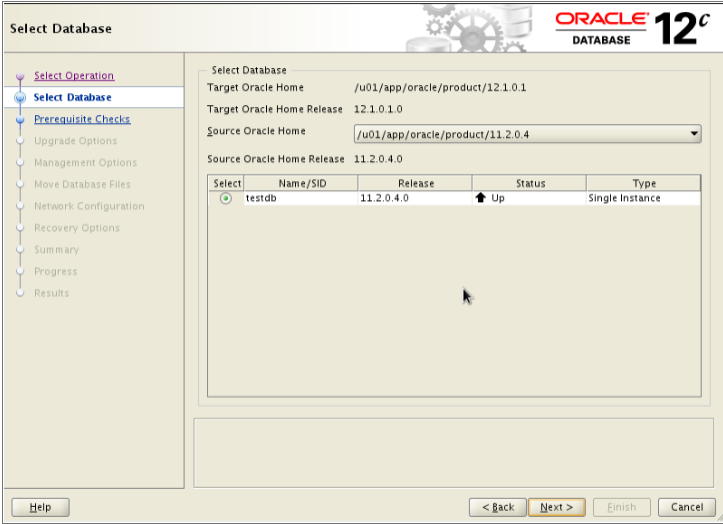 Select Database
ORACLE
DATABASE
12c
Select Operation
Select Database
Prerequisite Checks
Upgrade Options
Management Options
Move Database Files
Network Configuration
Recovery Options
Summary
Progress
Results
Select Database
Target Oracle Home /u01/app/oracle/product/12.1.0.1
Target Oracle Home Release 12.1.0.1.0
Source Oracle Home /u01/app/oracle/product/11.2.0.4
Source Oracle Home Release 11.2.0.4.0
Select Name/SID Release Status Type
testdb 11.2.0.4.0 Up Single Instance
Help < Back Next > Finish Cancel